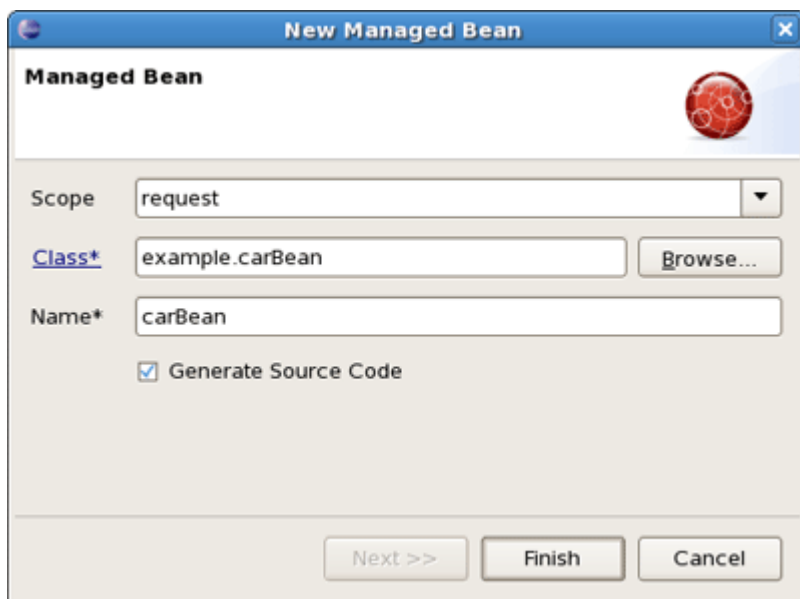 New Managed Bean
Managed Bean
Scope request
Class* example.carBean Browse...
Name* carBean
Generate Source Code
Next >> Finish Cancel